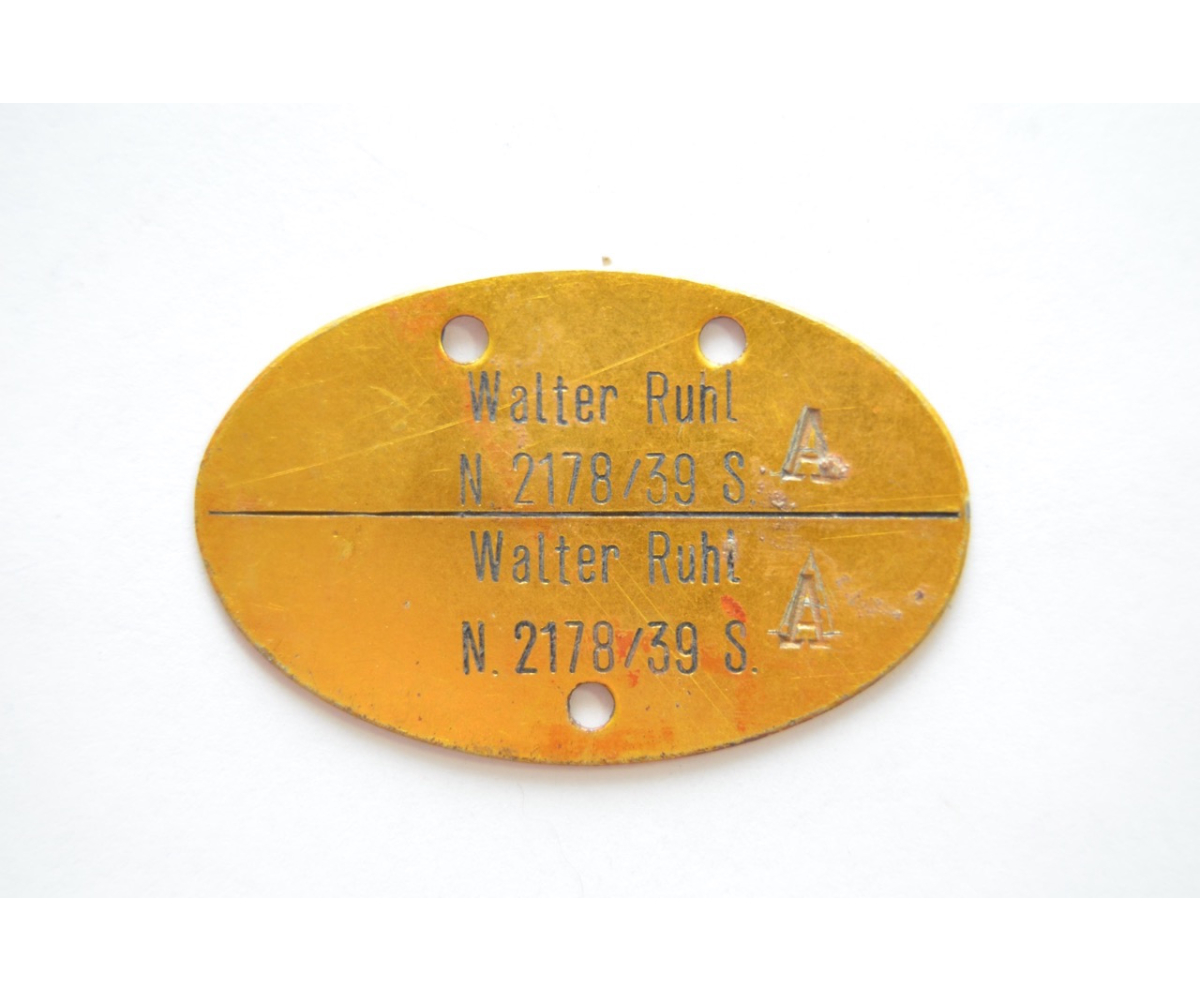 Walter Ruhl
N. 2178/39 S. A
Walter Ruhl
N. 2178/39 S. A